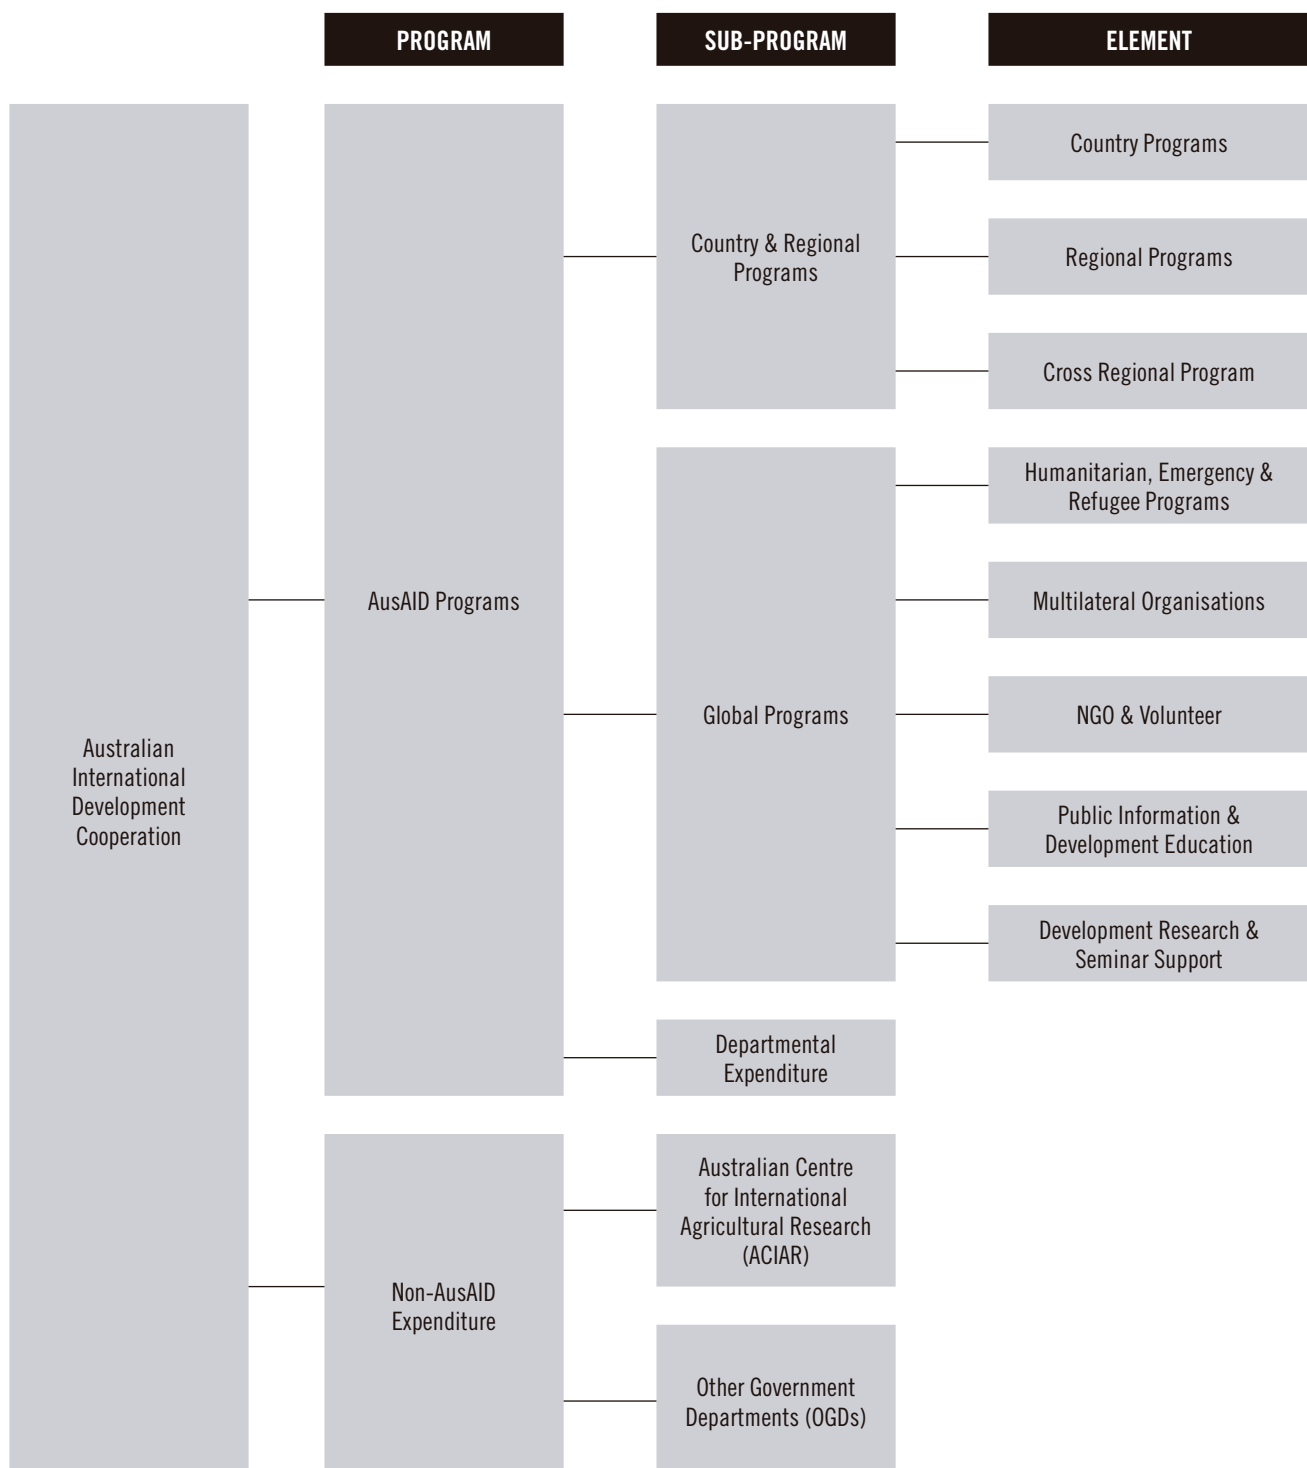 PROGRAM
SUB-PROGRAM
ELEMENT
Australian
International
Development
Cooperation
AusAID Programs
Country & Regional
Programs
Country Programs
Regional Programs
Cross Regional Program
Global Programs
Humanitarian, Emergency &
Refugee Programs
Multilateral Organisations
NGO & Volunteer
Public Information &
Development Education
Development Research &
Seminar Support
Departmental
Expenditure
Non-AusAID
Expenditure
Australian Centre
for International
Agricultural Research
(ACIAR)
Other Government
Departments (OGDs)